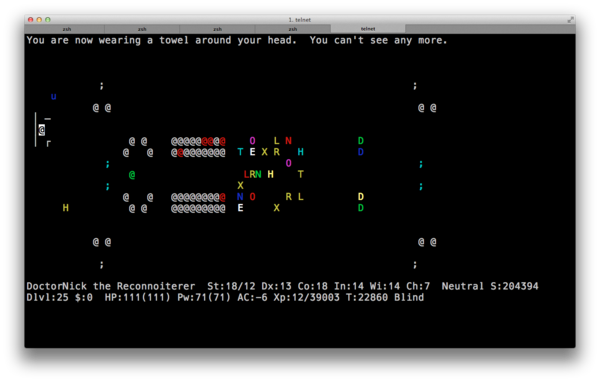 1. telnet
zsh zsh zsh zsh telnet
You are now wearing a towel around your head.  You can't see any more.
; ;
u
@ @ @ @
| –
| @
| r
@ @ @@@@@@@@@ O L N D
@ @ @@@@@@@@@ T E X R H D
O
; ;
@ L R N H T
; X ;
@ @ @@@@@@@@@ N O R L D
H @ @ @@@@@@@@@ E X D
@ @ @ @
; ;
DoctorNick the Reconnoiterer  St:18/12 Dx:13 Co:18 In:14 Wi:14 Ch:7  Neutral S:204394
Dlvl:25 $:0  HP:111(111) Pw:71(71) AC:-6 Xp:12/39003 T:22860 Blind